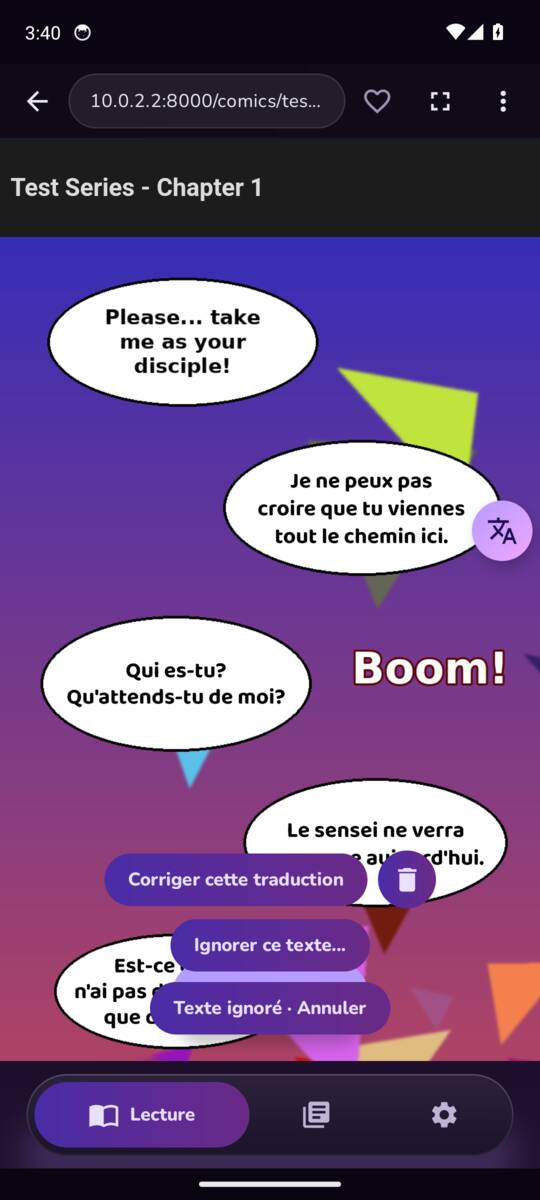 3:40
10.0.2.2:8000/comics/tes...
Test Series - Chapter 1
Please... take
me as your
disciple!
Je ne peux pas
croire que tu viennes
tout le chemin ici.
Qui es-tu?
Qu'attends-tu de moi?
Boom!
Le sensei ne verra
Corriger cette traduction
Ignorer ce texte...
Est-ce
n'ai pas
que
Texte ignoré · Annuler
Lecture